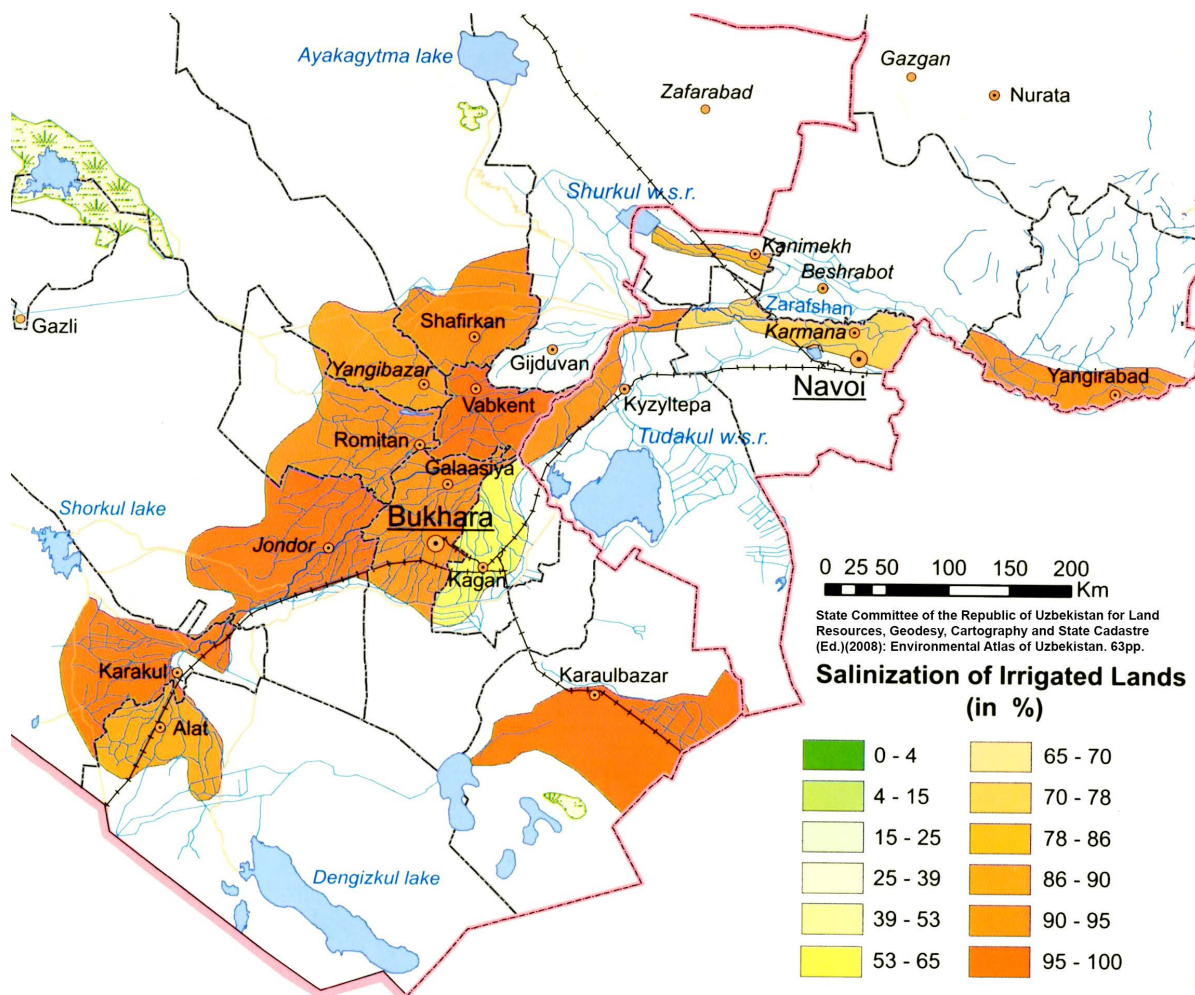 Ayakagytma lake
Gazgan
Zafarabad
Nurata
Shurkul w.s.r.
Kanimekh
Beshrabot
Zarafshan
Gazli
Shafirkan
Karmana
Gijduvan
Yangibazar
Navoi
Yangirabad
Vabkent
Kyzyltepa
Romitan
Tudakul w.s.r.
Galaasiya
Shorkul lake
Bukhara
Jondor
Kagan
Karakul
Karaulbazar
Alat
Dengizkul lake
0 25 50 100 150 200
Km
State Committee of the Republic of Uzbekistan for Land
Resources, Geodesy, Cartography and State Cadastre
(Ed.)(2008): Environmental Atlas of Uzbekistan. 63pp.
Salinization of Irrigated Lands
(in %)
0 - 4
4 - 15
15 - 25
25 - 39
39 - 53
53 - 65
65 - 70
70 - 78
78 - 86
86 - 90
90 - 95
95 - 100